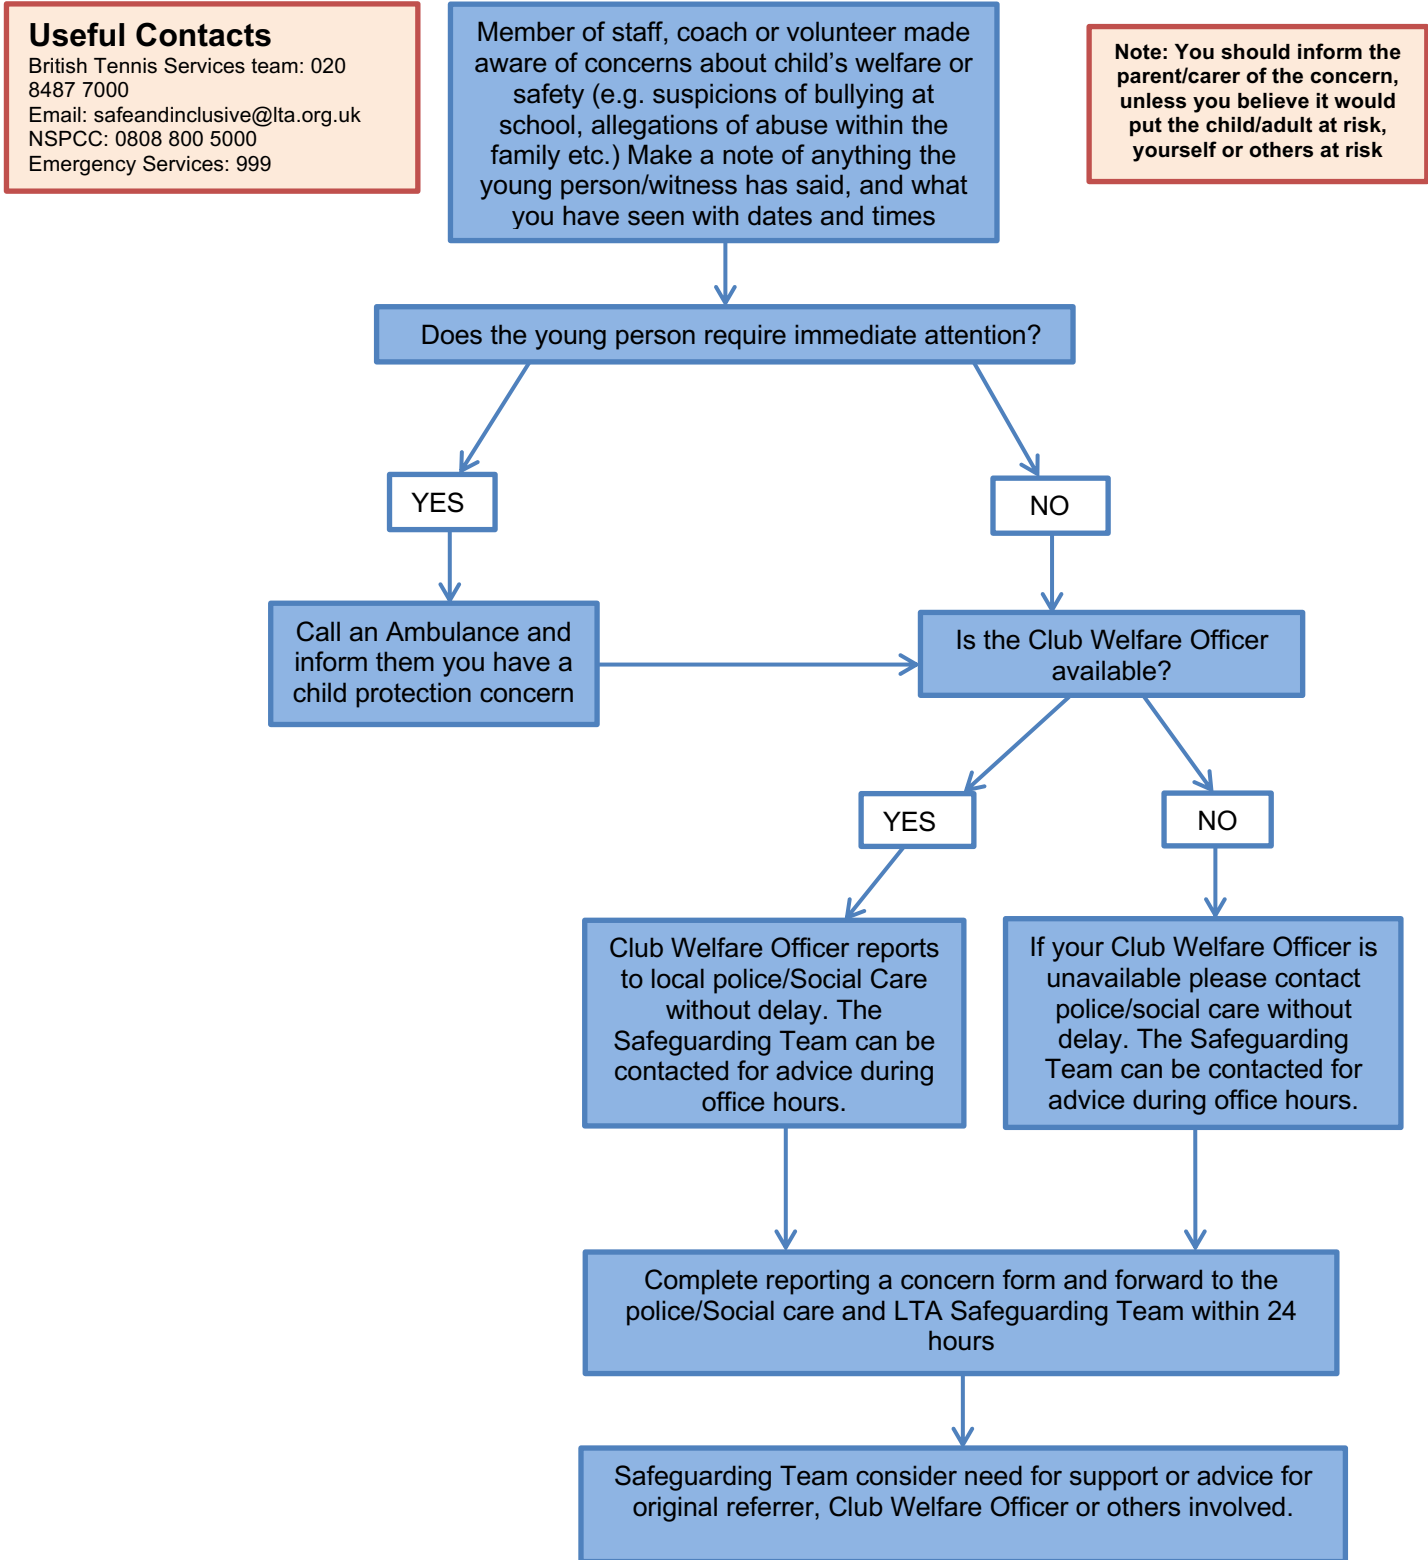 Useful Contacts
British Tennis Services team: 020
8487 7000
Email: safeandinclusive@lta.org.uk
NSPCC: 0808 800 5000
Emergency Services: 999
Member of staff, coach or volunteer made
aware of concerns about child’s welfare or
safety (e.g. suspicions of bullying at
school, allegations of abuse within the
family etc.) Make a note of anything the
young person/witness has said, and what
you have seen with dates and times
Note: You should inform the
parent/carer of the concern,
unless you believe it would
put the child/adult at risk,
yourself or others at risk
Does the young person require immediate attention?
YES
NO
Call an Ambulance and
inform them you have a
child protection concern
Is the Club Welfare Officer
available?
YES
NO
Club Welfare Officer reports
to local police/Social Care
without delay. The
Safeguarding Team can be
contacted for advice during
office hours.
If your Club Welfare Officer is
unavailable please contact
police/social care without
delay. The Safeguarding
Team can be contacted for
advice during office hours.
Complete reporting a concern form and forward to the
police/Social care and LTA Safeguarding Team within 24
hours
Safeguarding Team consider need for support or advice for
original referrer, Club Welfare Officer or others involved.